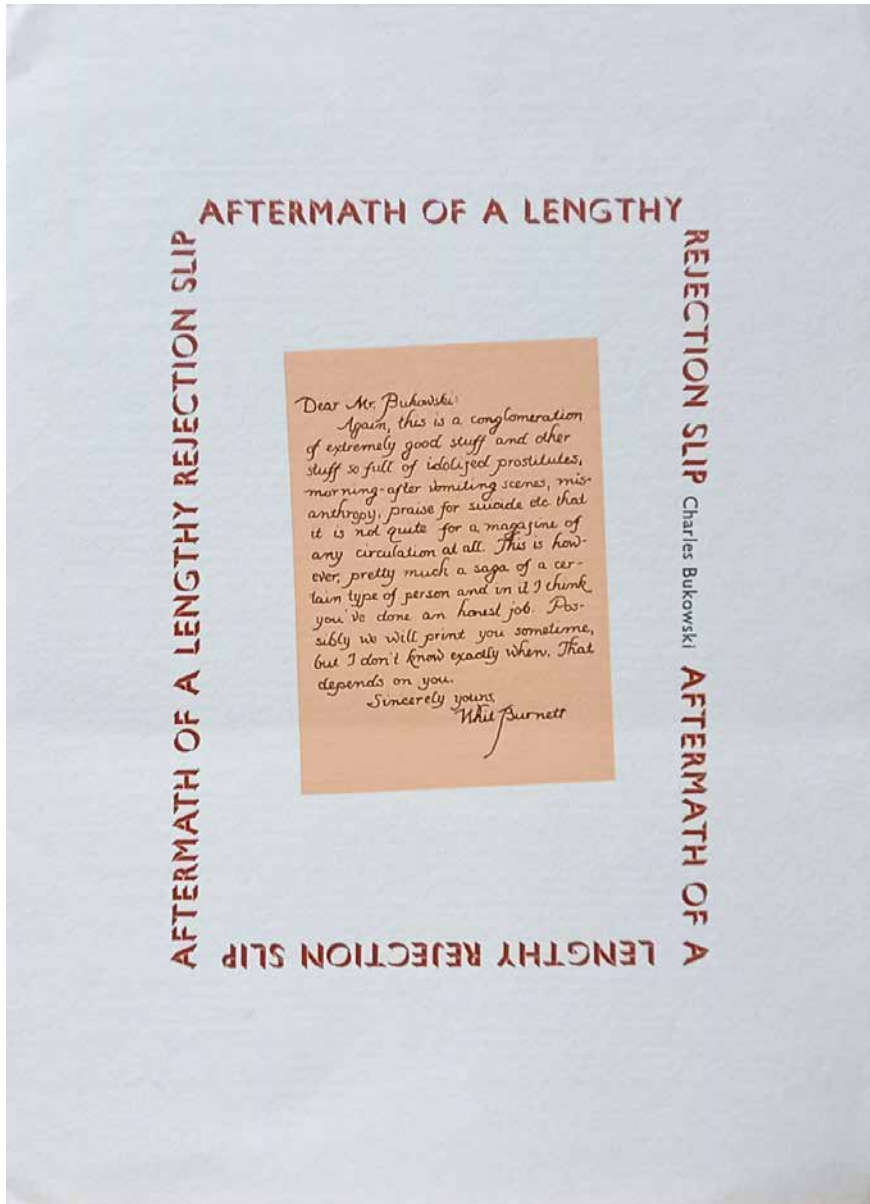 AFTERMATH OF A LENGTHY
REJECTION SLIP Charles Bukowski AFTERMATH OF A
LENGTHY REJECTION SLIP
AFTERMATH OF A LENGTHY REJECTION SLIP
Dear Mr. Bukowski:
Again, this is a conglomeration
of extremely good stuff and other
stuff so full of idolized prostitutes,
morning-after vomiting scenes, mis-
anthropy, praise for suicide etc. that
it is not quite for a magazine of
any circulation at all. This is how-
ever, pretty much a saga of a cer-
tain type of person and in it I think
you've done an honest job. Pos-
sibly we will print you sometime,
but I don't know exactly when. That
depends on you.
Sincerely yours,
Whit Burnett